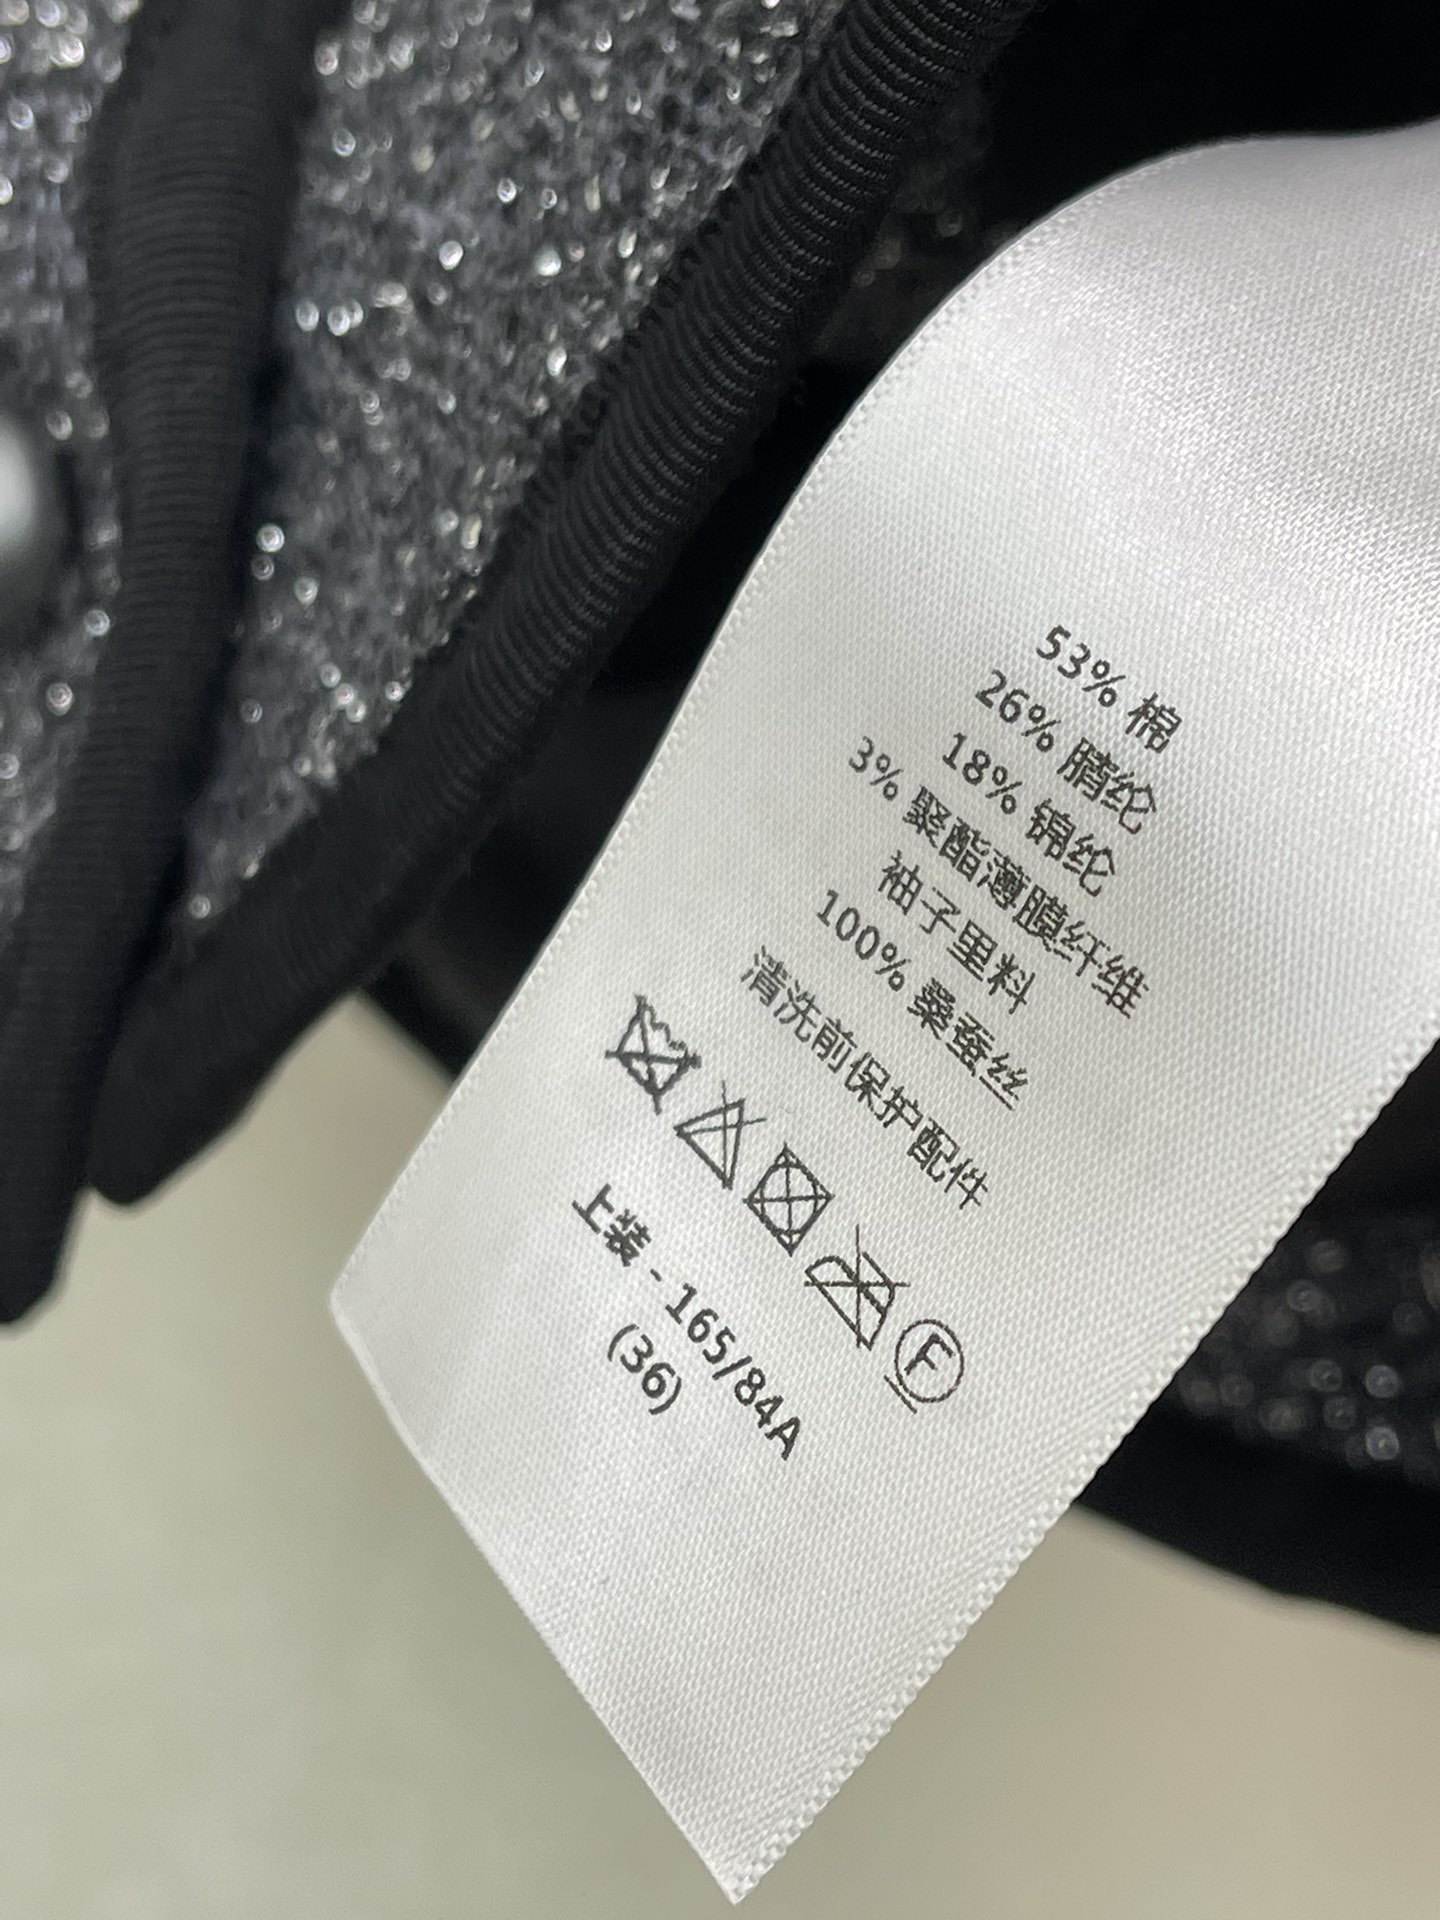 53% 棉
26% 腈纶
18% 锦纶
3% 聚酯薄膜纤维
袖子里料
100% 桑蚕丝
清洗前保护配件
F
上装 - 165/84A
(36)